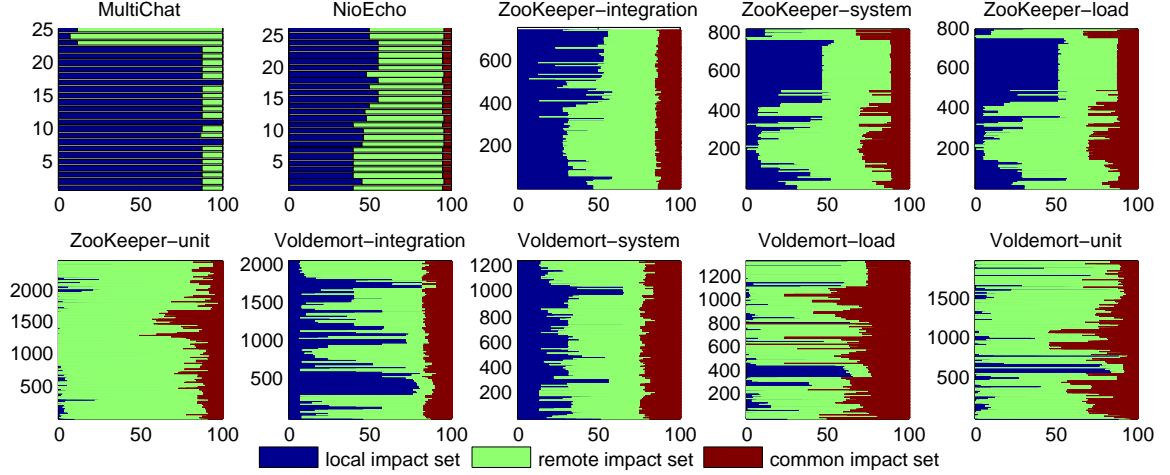 MultiChat NioEcho ZooKeeper−integration ZooKeeper−system ZooKeeper−load
25 25 800 800
20 20 600 600 600
15 15 400 400 400
10 10 200 200 200
5 5
0 50 100 0 50 100 0 50 100 0 50 100 0 50 100
ZooKeeper−unit Voldemort−integration Voldemort−system Voldemort−load Voldemort−unit
2000 2000 1200 1200 1500
1500 1500 1000 1000 1000
1000 1000 800 800 500
500 500 600 600
400 400
200 200
0 50 100 0 50 100 0 50 100 0 50 100 0 50 100
local impact set remote impact set common impact set